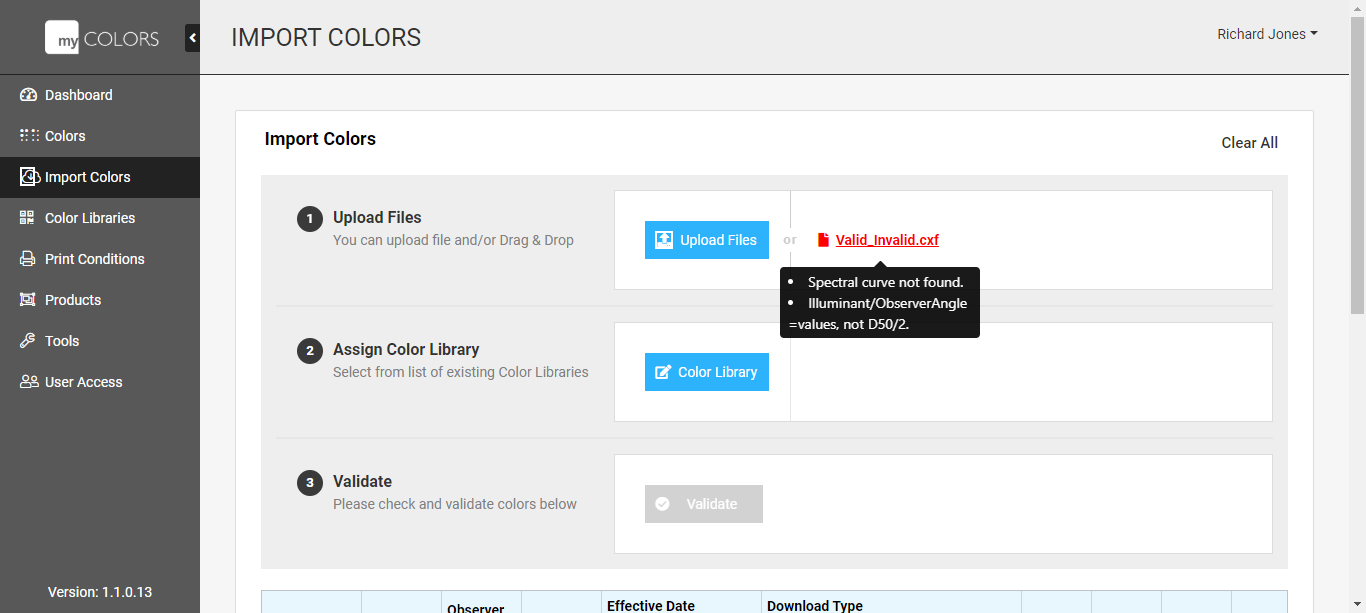 my COLORS
IMPORT COLORS
Richard Jones
Dashboard
Colors
Import Colors
Color Libraries
Print Conditions
Products
Tools
User Access
Version: 1.1.0.13
Import Colors
Clear All
1 Upload Files
You can upload file and/or Drag & Drop
Upload Files
or
Valid_Invalid.cxf
• Spectral curve not found.
• Illuminant/ObserverAngle
=values, not D50/2.
2 Assign Color Library
Select from list of existing Color Libraries
Color Library
3 Validate
Please check and validate colors below
Validate
Observer
Effective Date
Download Type